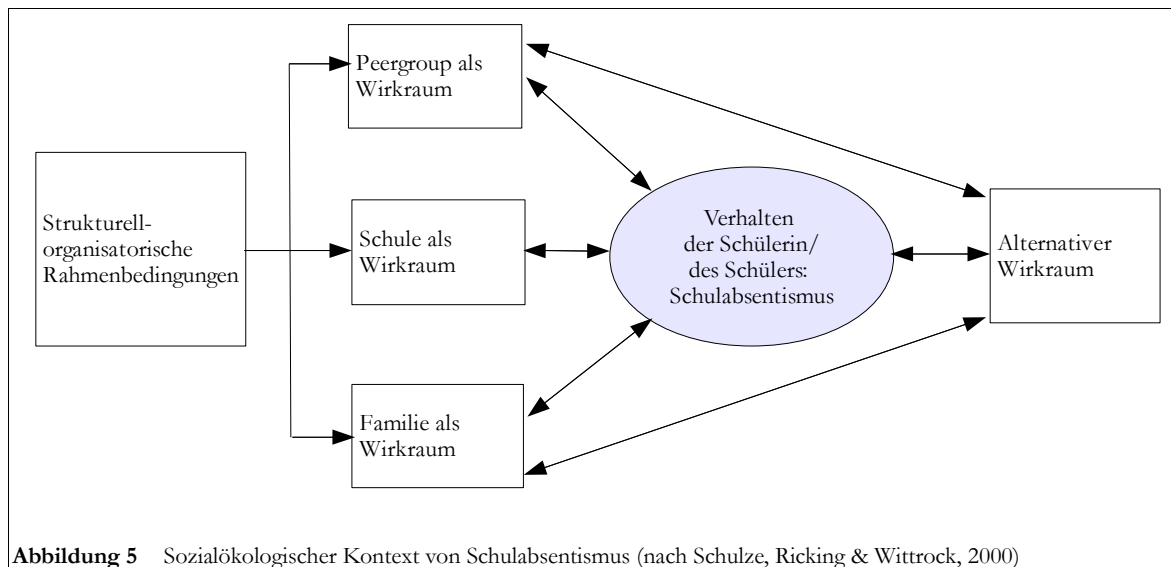 Peergroup als
Wirkraum
Strukturell-
organisatorische
Rahmenbedingungen
Schule als
Wirkraum
Verhalten
der Schülerin/
des Schülers:
Schulabsentismus
Alternativer
Wirkraum
Familie als
Wirkraum
Abbildung 5 Sozialökologischer Kontext von Schulabsentismus (nach Schulze, Ricking & Wittrock, 2000)